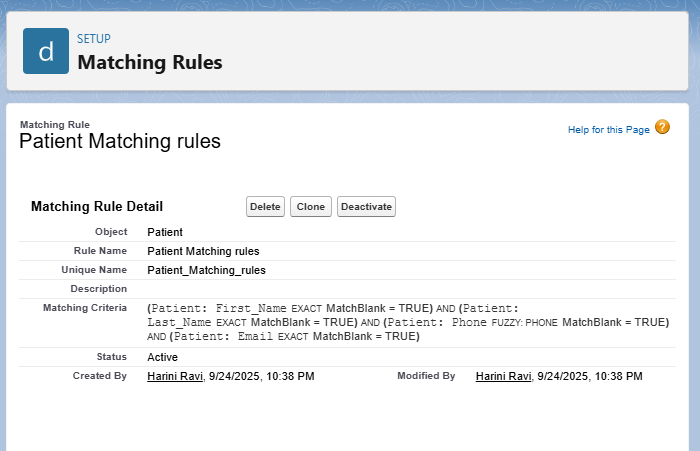 d
SETUP
Matching Rules
Matching Rule
Patient Matching rules
Help for this Page ?
Matching Rule Detail Delete Clone Deactivate
Object Patient
Rule Name Patient Matching rules
Unique Name Patient_Matching_rules
Description
Matching Criteria (Patient: First_Name EXACT MatchBlank = TRUE) AND (Patient:
Last_Name EXACT MatchBlank = TRUE) AND (Patient: Phone FUZZY: PHONE MatchBlank = TRUE)
AND (Patient: Email EXACT MatchBlank = TRUE)
Status Active
Created By Harini Ravi, 9/24/2025, 10:38 PM Modified By Harini Ravi, 9/24/2025, 10:38 PM